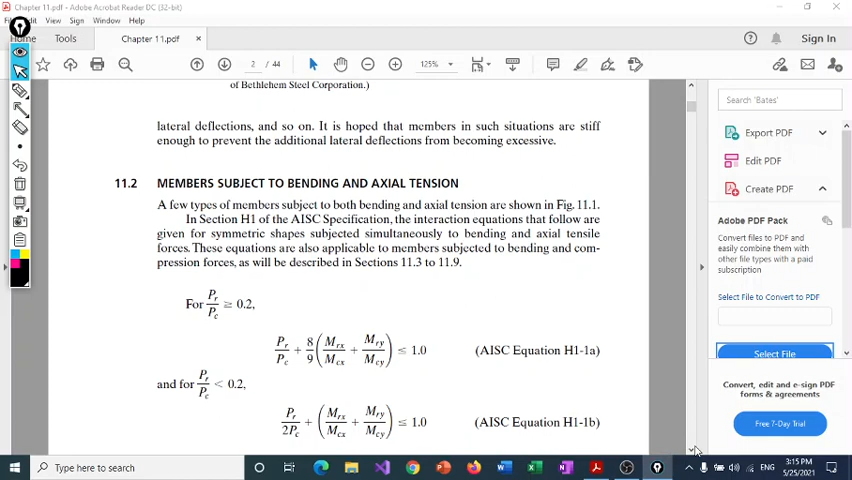 Chapter 11.pdf - Adobe Acrobat Reader DC (32-bit)
View Sign Window Help
Home Tools Chapter 11.pdf × Sign In
2 / 44 125%
of Bethlehem Steel Corporation.)
lateral deflections, and so on. It is hoped that members in such situations are stiff
enough to prevent the additional lateral deflections from becoming excessive.
11.2 MEMBERS SUBJECT TO BENDING AND AXIAL TENSION
A few types of members subject to both bending and axial tension are shown in Fig. 11.1.
In Section H1 of the AISC Specification, the interaction equations that follow are
given for symmetric shapes subjected simultaneously to bending and axial tensile
forces. These equations are also applicable to members subjected to bending and com-
pression forces, as will be described in Sections 11.3 to 11.9.
For Pr/Pc ≥ 0.2,
Pr/Pc + 8/9 (Mrx/Mcx + Mry/Mcy) ≤ 1.0 (AISC Equation H1-1a)
and for Pr/Pc < 0.2,
Pr/2Pc + (Mrx/Mcx + Mry/Mcy) ≤ 1.0 (AISC Equation H1-1b)
Search 'Bates'
Export PDF
Edit PDF
Create PDF
Adobe PDF Pack
Convert files to PDF and
easily combine them with
other file types with a paid
subscription
Select File to Convert to PDF
Select File
Convert, edit and e-sign PDF
forms & agreements
Free 7-Day Trial
Type here to search
ENG
3:15 PM
5/25/2021